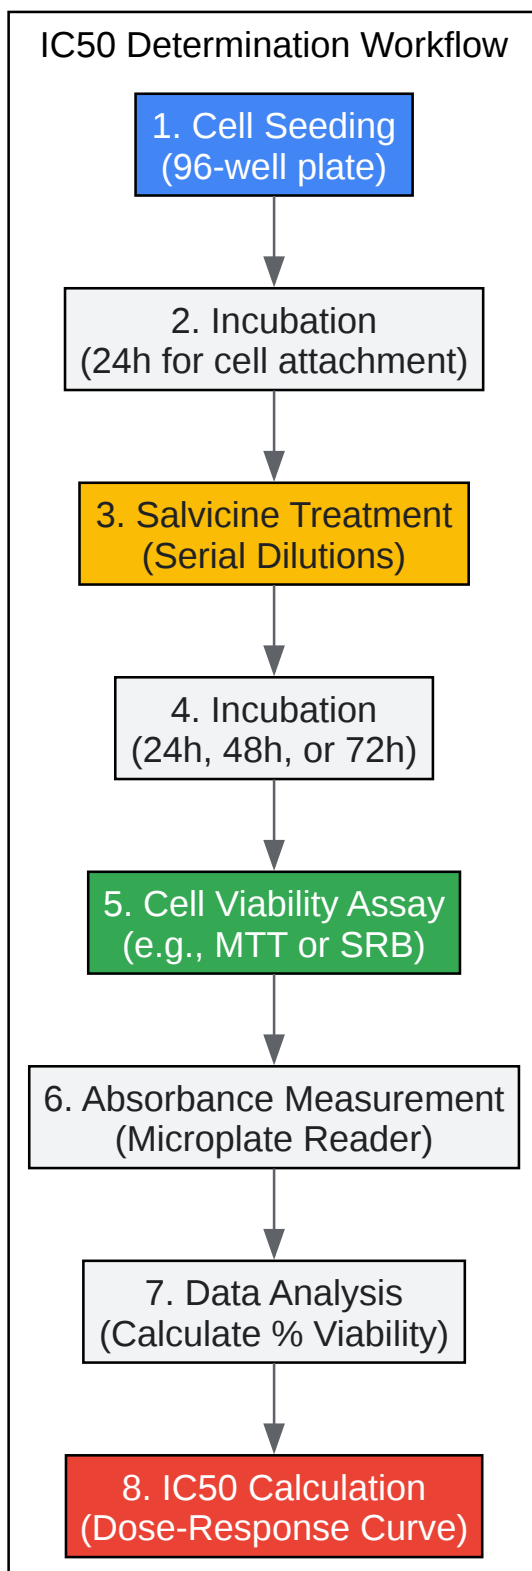 IC50 Determination Workflow
1. Cell Seeding
(96-well plate)
2. Incubation
(24h for cell attachment)
3. Salvicine Treatment
(Serial Dilutions)
4. Incubation
(24h, 48h, or 72h)
5. Cell Viability Assay
(e.g., MTT or SRB)
6. Absorbance Measurement
(Microplate Reader)
7. Data Analysis
(Calculate % Viability)
8. IC50 Calculation
(Dose-Response Curve)